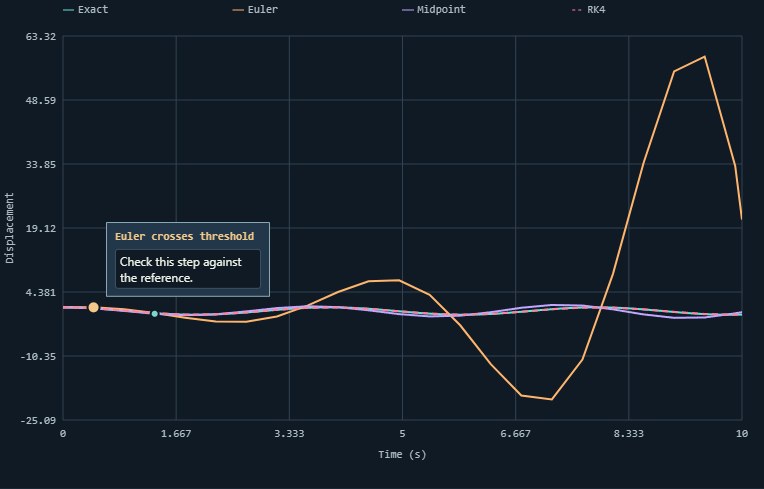 Exact Euler Midpoint RK4
63.32
48.59
33.85
19.12
4.381
-10.35
-25.09
Displacement
Euler crosses threshold
Check this step against
the reference.
0 1.667 3.333 5 6.667 8.333 10
Time (s)